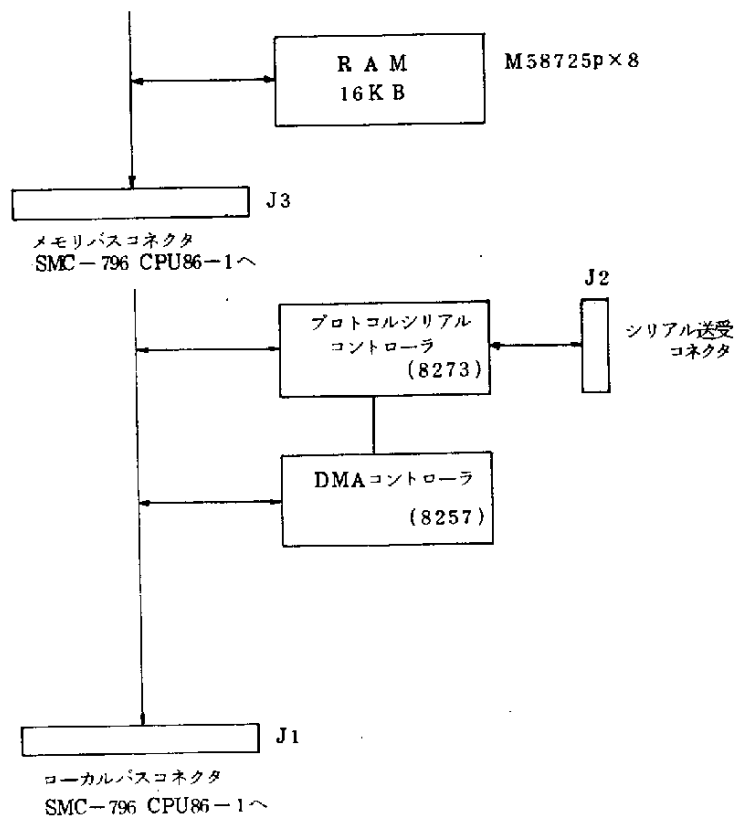 RAM
16KB
M58725p×8
J3
メモリバスコネクタ
SMC-796 CPU86-1へ
J2
プロトコルシリアル
コントローラ
(8273)
シリアル送受
コネクタ
DMAコントローラ
(8257)
J1
ローカルバスコネクタ
SMC-796 CPU86-1へ